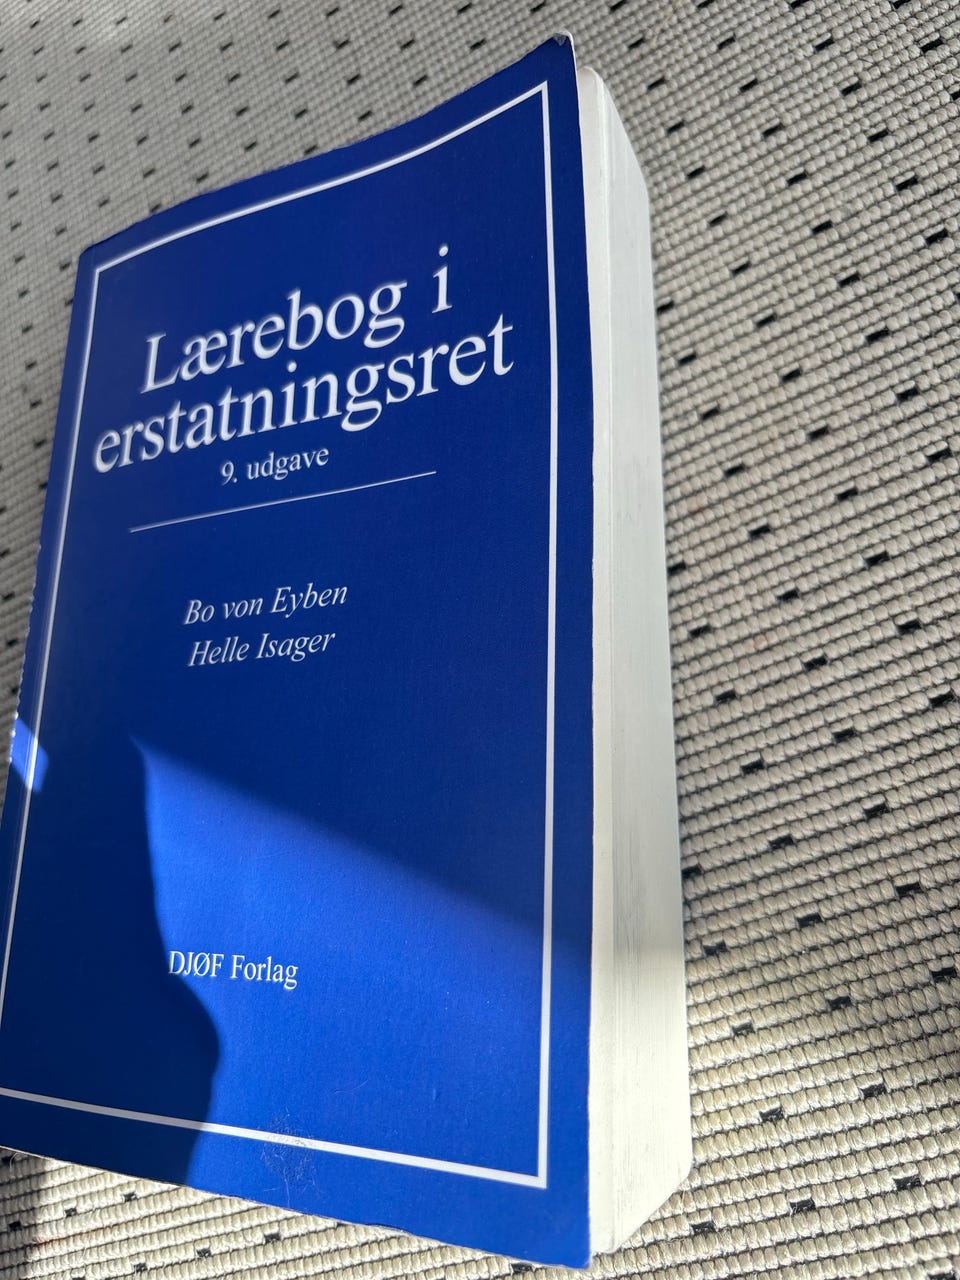 Lærebog i
erstatningsret
9. udgave
Bo von Eyben
Helle Isager
DJØF Forlag